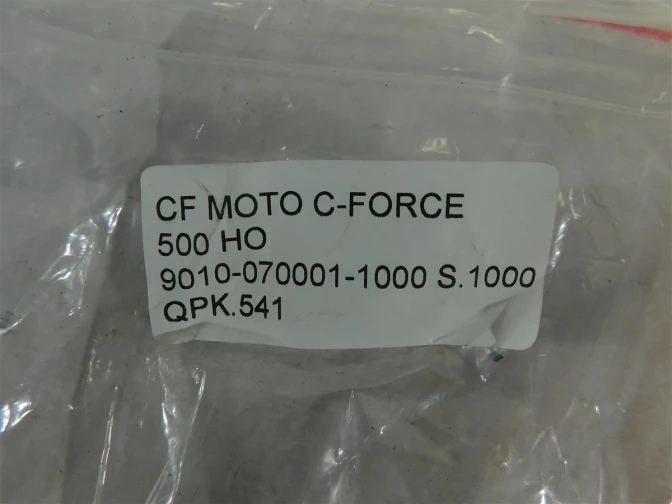 CF MOTO C-FORCE
500 HO
9010-070001-1000 S.1000
QPK.541